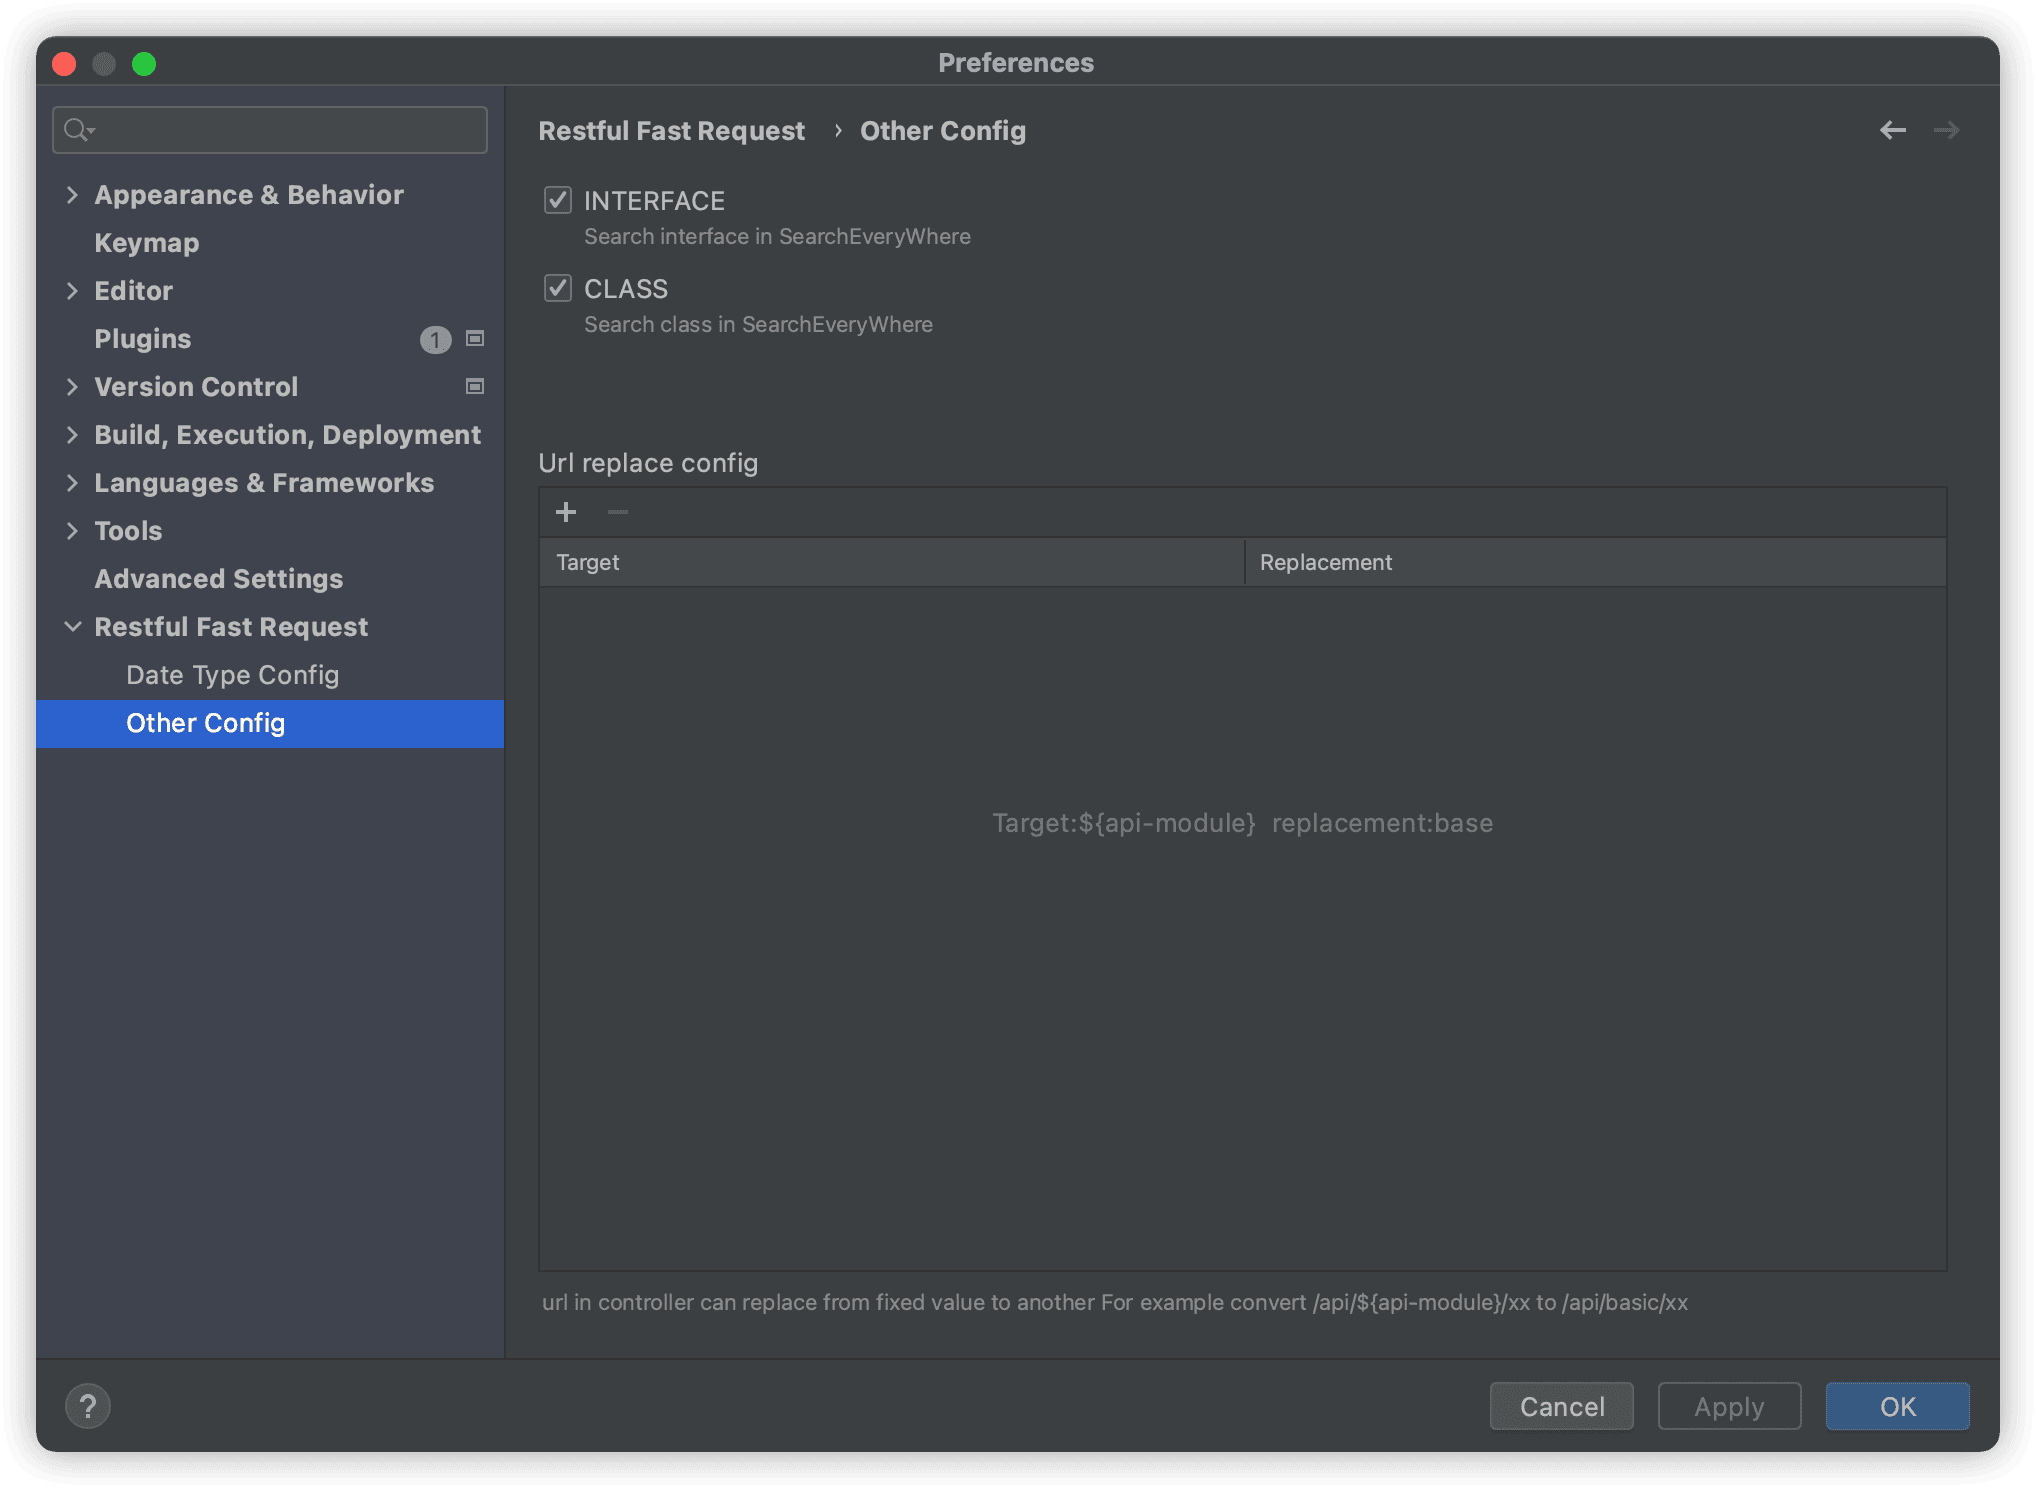 Preferences
Restful Fast Request › Other Config
Appearance & Behavior
Keymap
Editor
Plugins 1
Version Control
Build, Execution, Deployment
Languages & Frameworks
Tools
Advanced Settings
Restful Fast Request
Date Type Config
Other Config
INTERFACE
Search interface in SearchEveryWhere
CLASS
Search class in SearchEveryWhere
Url replace config
Target Replacement
Target:${api-module} replacement:base
url in controller can replace from fixed value to another For example convert /api/${api-module}/xx to /api/basic/xx
? Cancel Apply OK